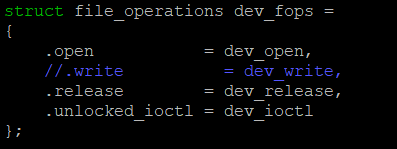 struct file_operations dev_fops =
{
    .open           = dev_open,
    //.write          = dev_write,
    .release        = dev_release,
    .unlocked_ioctl = dev_ioctl
};